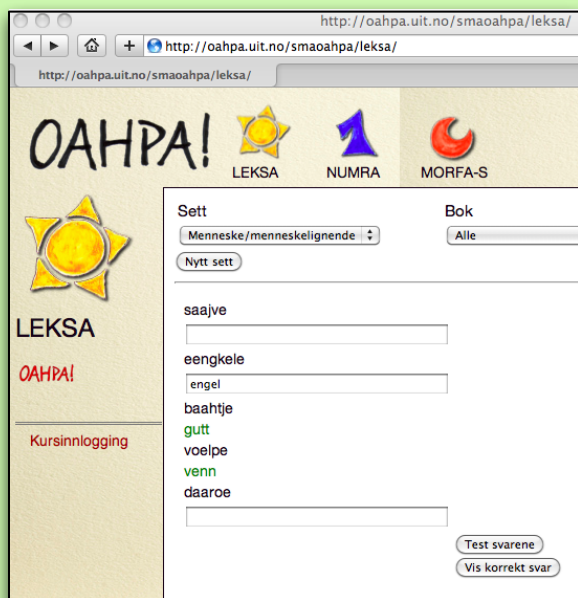 http://oahpa.uit.no/smaoahpa/leksa/
http://oahpa.uit.no/smaoahpa/leksa/
http://oahpa.uit.no/smaoahpa/leksa/
OAHPA!
LEKSA NUMRA MORFA-S
Sett Bok
Menneske/menneskelignende Alle
Nytt sett
LEKSA
OAHPA!
Kursinnlogging
saajve
eengkele
engel
baahtje
gutt
voelpe
venn
daaroe
Test svarene
Vis korrekt svar